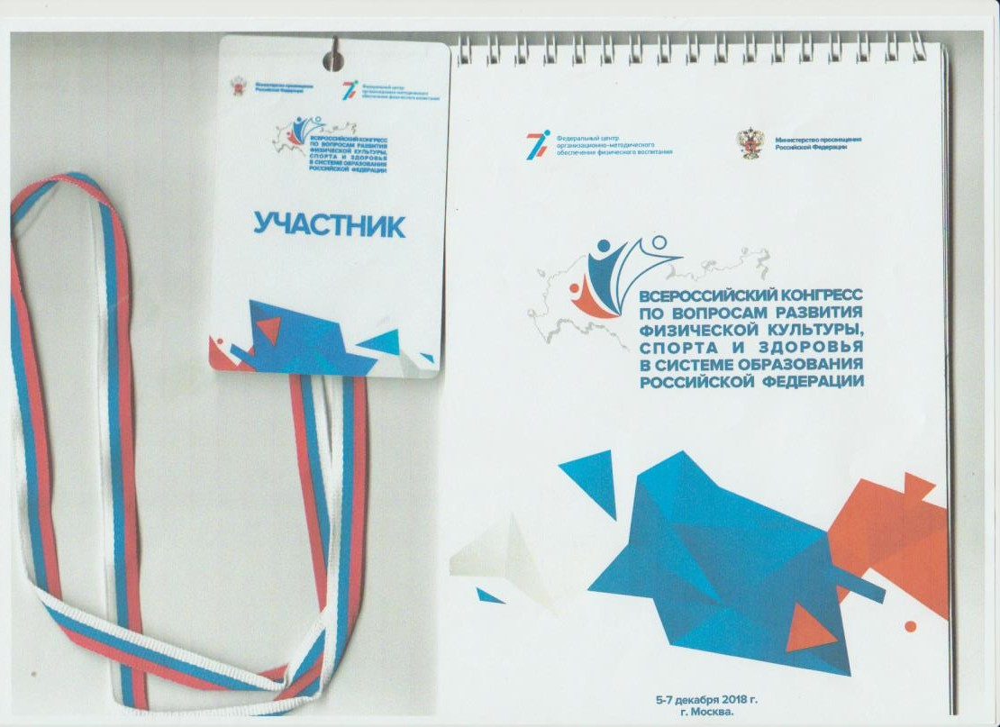 Министерство просвещения
Российской Федерации
Федеральный центр
организационно-методического
обеспечения физического воспитания
ВСЕРОССИЙСКИЙ КОНГРЕСС
ПО ВОПРОСАМ РАЗВИТИЯ
ФИЗИЧЕСКОЙ КУЛЬТУРЫ,
СПОРТА И ЗДОРОВЬЯ
В СИСТЕМЕ ОБРАЗОВАНИЯ
РОССИЙСКОЙ ФЕДЕРАЦИИ
УЧАСТНИК
Федеральный центр
организационно-методического
обеспечения физического воспитания
Министерство просвещения
Российской Федерации
ВСЕРОССИЙСКИЙ КОНГРЕСС
ПО ВОПРОСАМ РАЗВИТИЯ
ФИЗИЧЕСКОЙ КУЛЬТУРЫ,
СПОРТА И ЗДОРОВЬЯ
В СИСТЕМЕ ОБРАЗОВАНИЯ
РОССИЙСКОЙ ФЕДЕРАЦИИ
5-7 декабря 2018 г.
г. Москва.